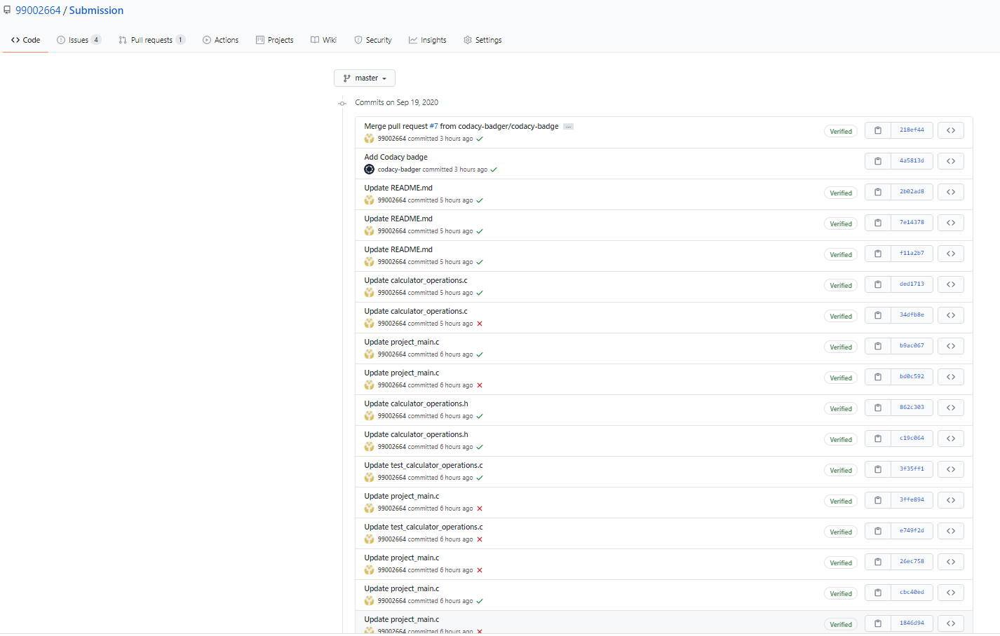 99002664 / Submission
Code Issues 4 Pull requests 1 Actions Projects Wiki Security Insights Settings
master
Commits on Sep 19, 2020
Merge pull request #7 from codacy-badger/codacy-badge ...
99002664 committed 3 hours ago
Verified 218ef44
Add Codacy badge
codacy-badger committed 3 hours ago
4a5813d
Update README.md
99002664 committed 5 hours ago
Verified 2b02ad8
Update README.md
99002664 committed 5 hours ago
Verified 7e14378
Update README.md
99002664 committed 5 hours ago
Verified f11a2b7
Update calculator_operations.c
99002664 committed 5 hours ago
Verified ded1713
Update calculator_operations.c
99002664 committed 5 hours ago
Verified 34dfb8e
Update project_main.c
99002664 committed 6 hours ago
Verified b9ac067
Update project_main.c
99002664 committed 6 hours ago
Verified bd0c592
Update calculator_operations.h
99002664 committed 6 hours ago
Verified 862c303
Update calculator_operations.h
99002664 committed 6 hours ago
Verified c19c064
Update test_calculator_operations.c
99002664 committed 6 hours ago
Verified 3f35ff1
Update project_main.c
99002664 committed 6 hours ago
Verified 3ffe894
Update test_calculator_operations.c
99002664 committed 6 hours ago
Verified e749f2d
Update project_main.c
99002664 committed 6 hours ago
Verified 26ec758
Update project_main.c
99002664 committed 6 hours ago
Verified cbc40ed
Update project_main.c
99002664 committed 6 hours ago
Verified 1846d94